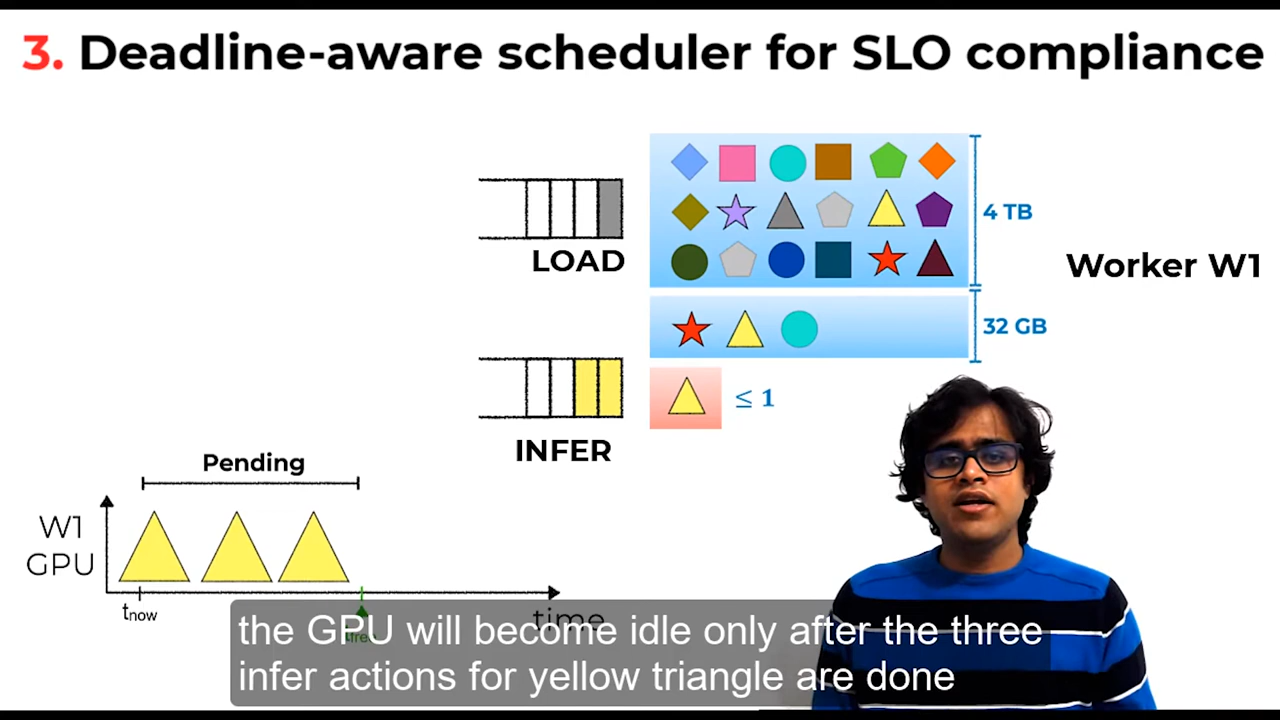 3. Deadline-aware scheduler for SLO compliance
4 TB
LOAD
Worker W1
32 GB
≤ 1
INFER
Pending
W1
GPU
tnow
time
the GPU will become idle only after the three
infer actions for yellow triangle are done